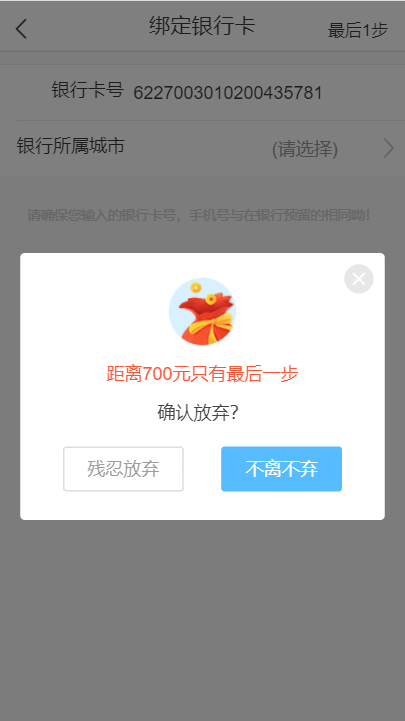 绑定银行卡
最后1步
银行卡号 6227003010200435781
银行所属城市 (请选择)
请确保您输入的银行卡号，手机号与在银行预留的相同呦！
距离700元只有最后一步
确认放弃？
残忍放弃
不离不弃